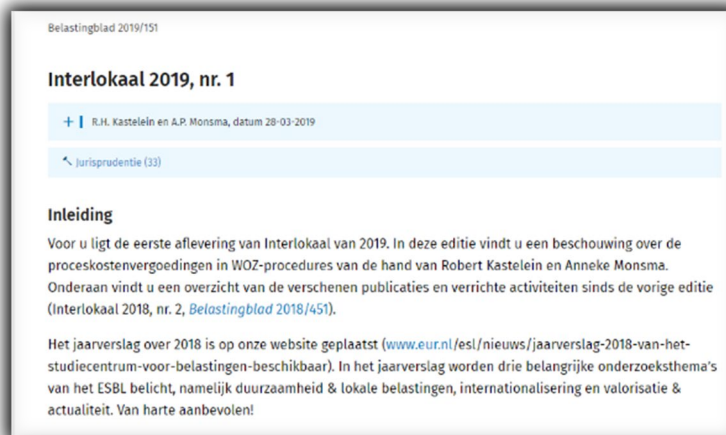 Belastingblad 2019/151
Interlokaal 2019, nr. 1
R.H. Kastelein en A.P. Monsma, datum 28-03-2019
Jurisprudentie (33)
Inleiding
Voor u ligt de eerste aflevering van Interlokaal van 2019. In deze editie vindt u een beschouwing over de
proceskostenvergoedingen in WOZ-procedures van de hand van Robert Kastelein en Anneke Monsma.
Onderaan vindt u een overzicht van de verschenen publicaties en verrichte activiteiten sinds de vorige editie
(Interlokaal 2018, nr. 2, Belastingblad 2018/451).
Het jaarverslag over 2018 is op onze website geplaatst (www.eur.nl/esl/nieuws/jaarverslag-2018-van-het-
studiecentrum-voor-belastingen-beschikbaar). In het jaarverslag worden drie belangrijke onderzoeksthema's
van het ESBL belicht, namelijk duurzaamheid & lokale belastingen, internationalisering en valorisatie &
actualiteit. Van harte aanbevolen!